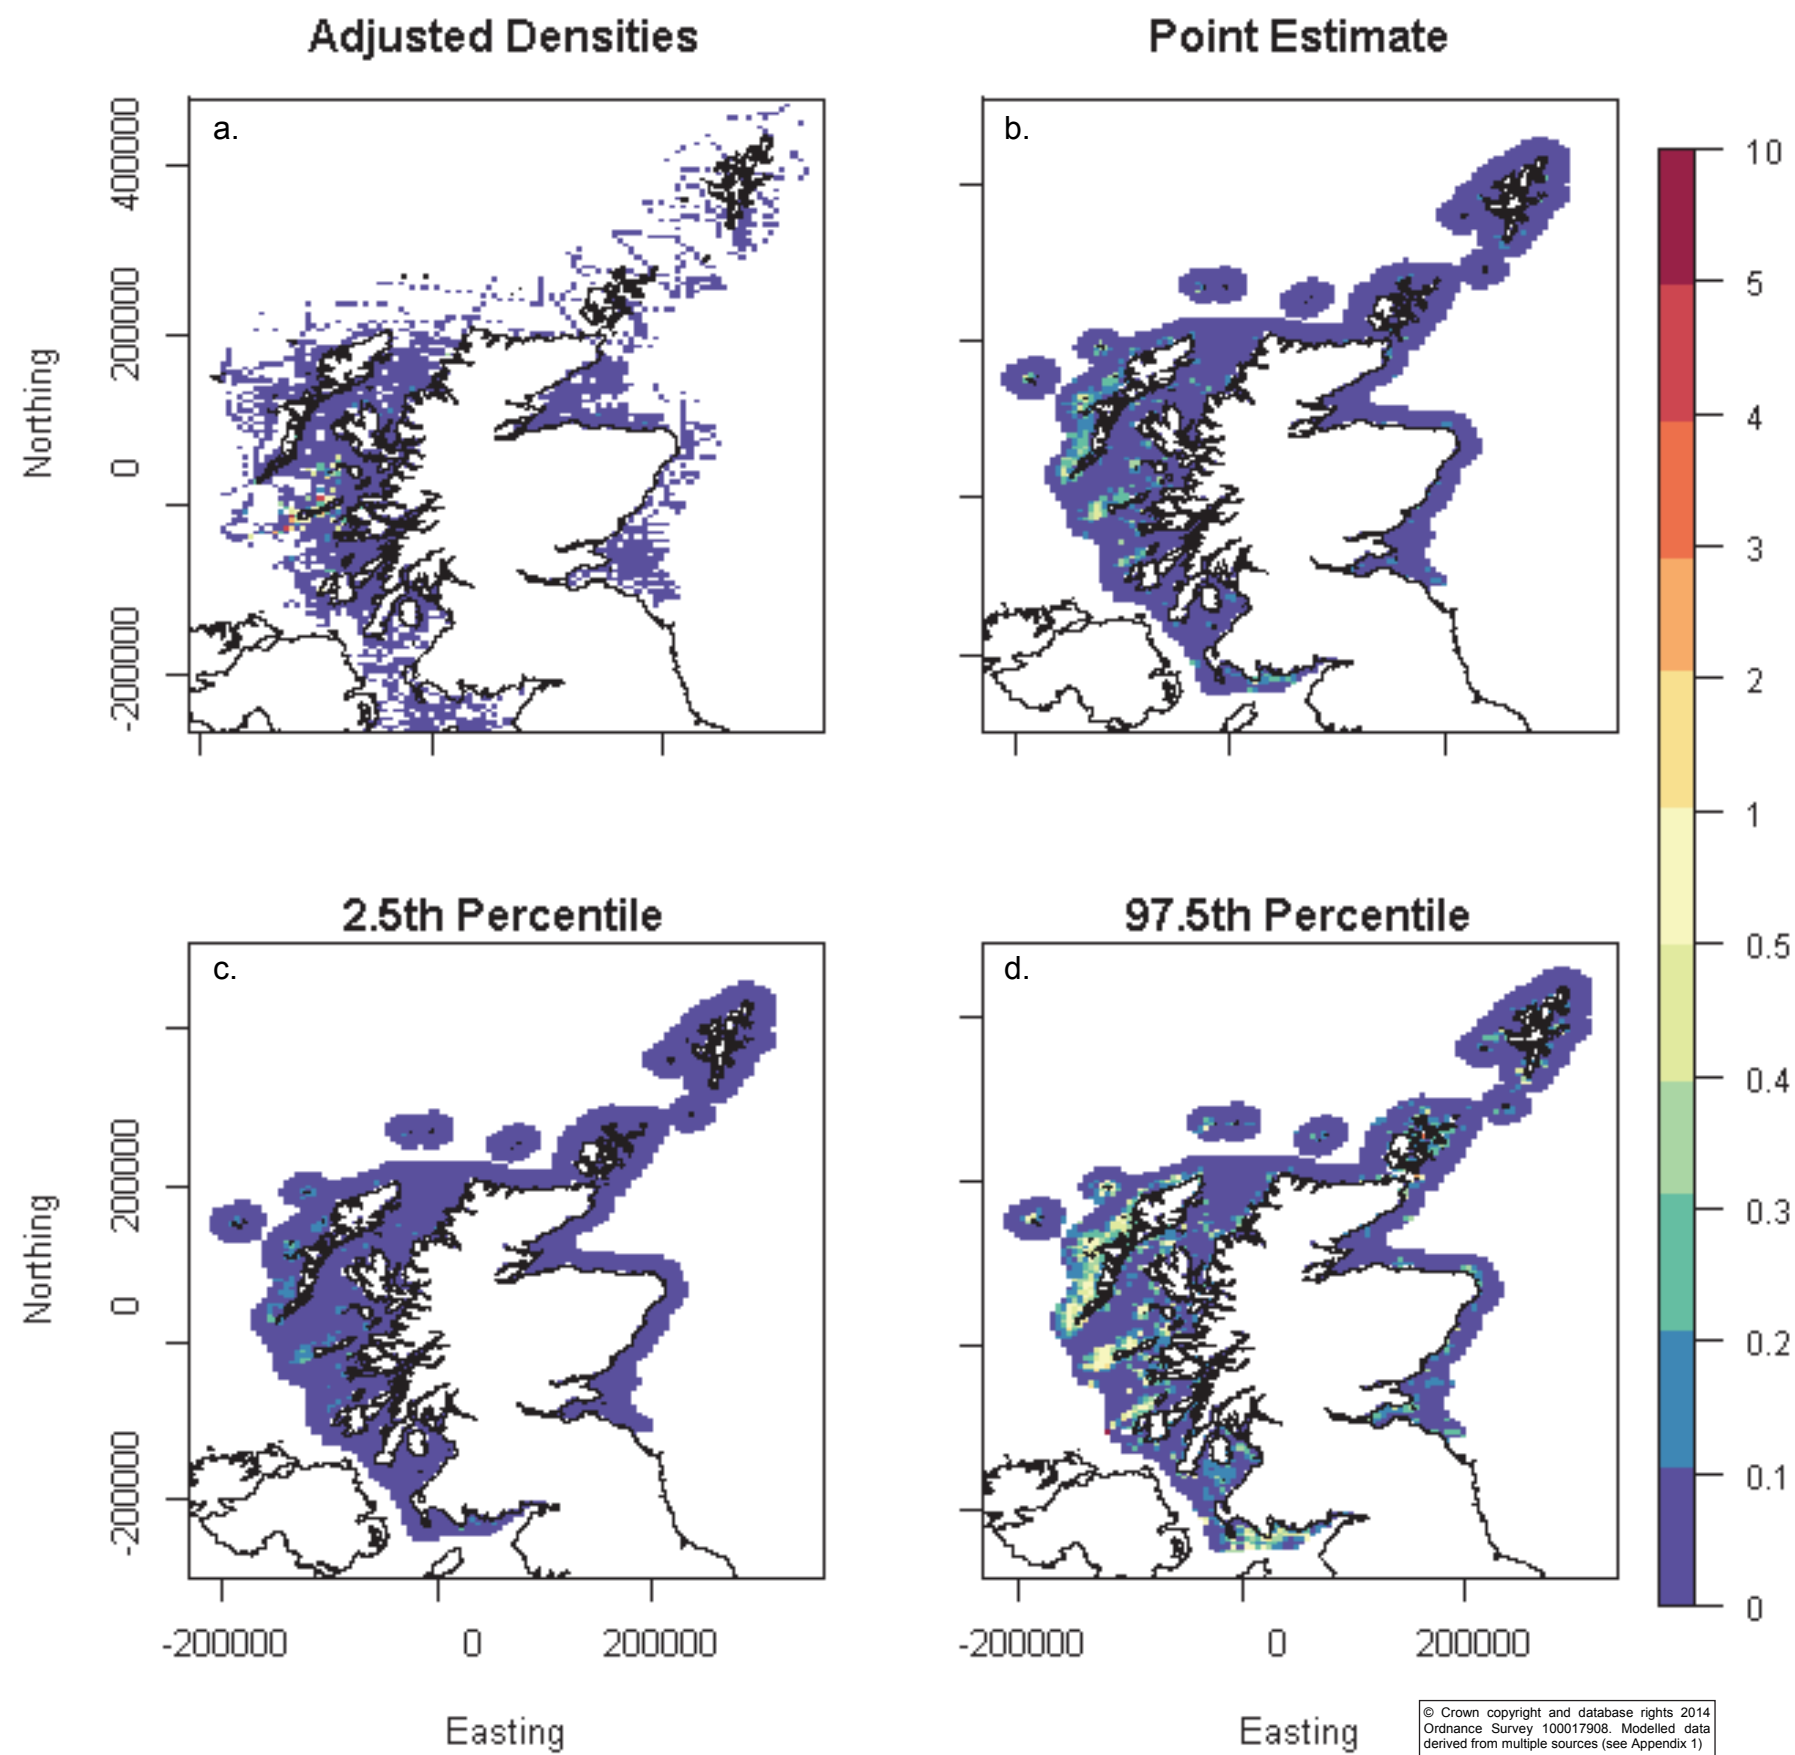 Adjusted Densities
Point Estimate
a.
b.
Northing
400000
200000
0
-200000
10
5
4
3
2
1
0.5
0.4
0.3
0.2
0.1
0
2.5th Percentile
97.5th Percentile
c.
d.
Northing
200000
0
-200000
-200000 0 200000
-200000 0 200000
Easting
Easting
© Crown copyright and database rights 2014
Ordnance Survey 100017908. Modelled data
derived from multiple sources (see Appendix 1)